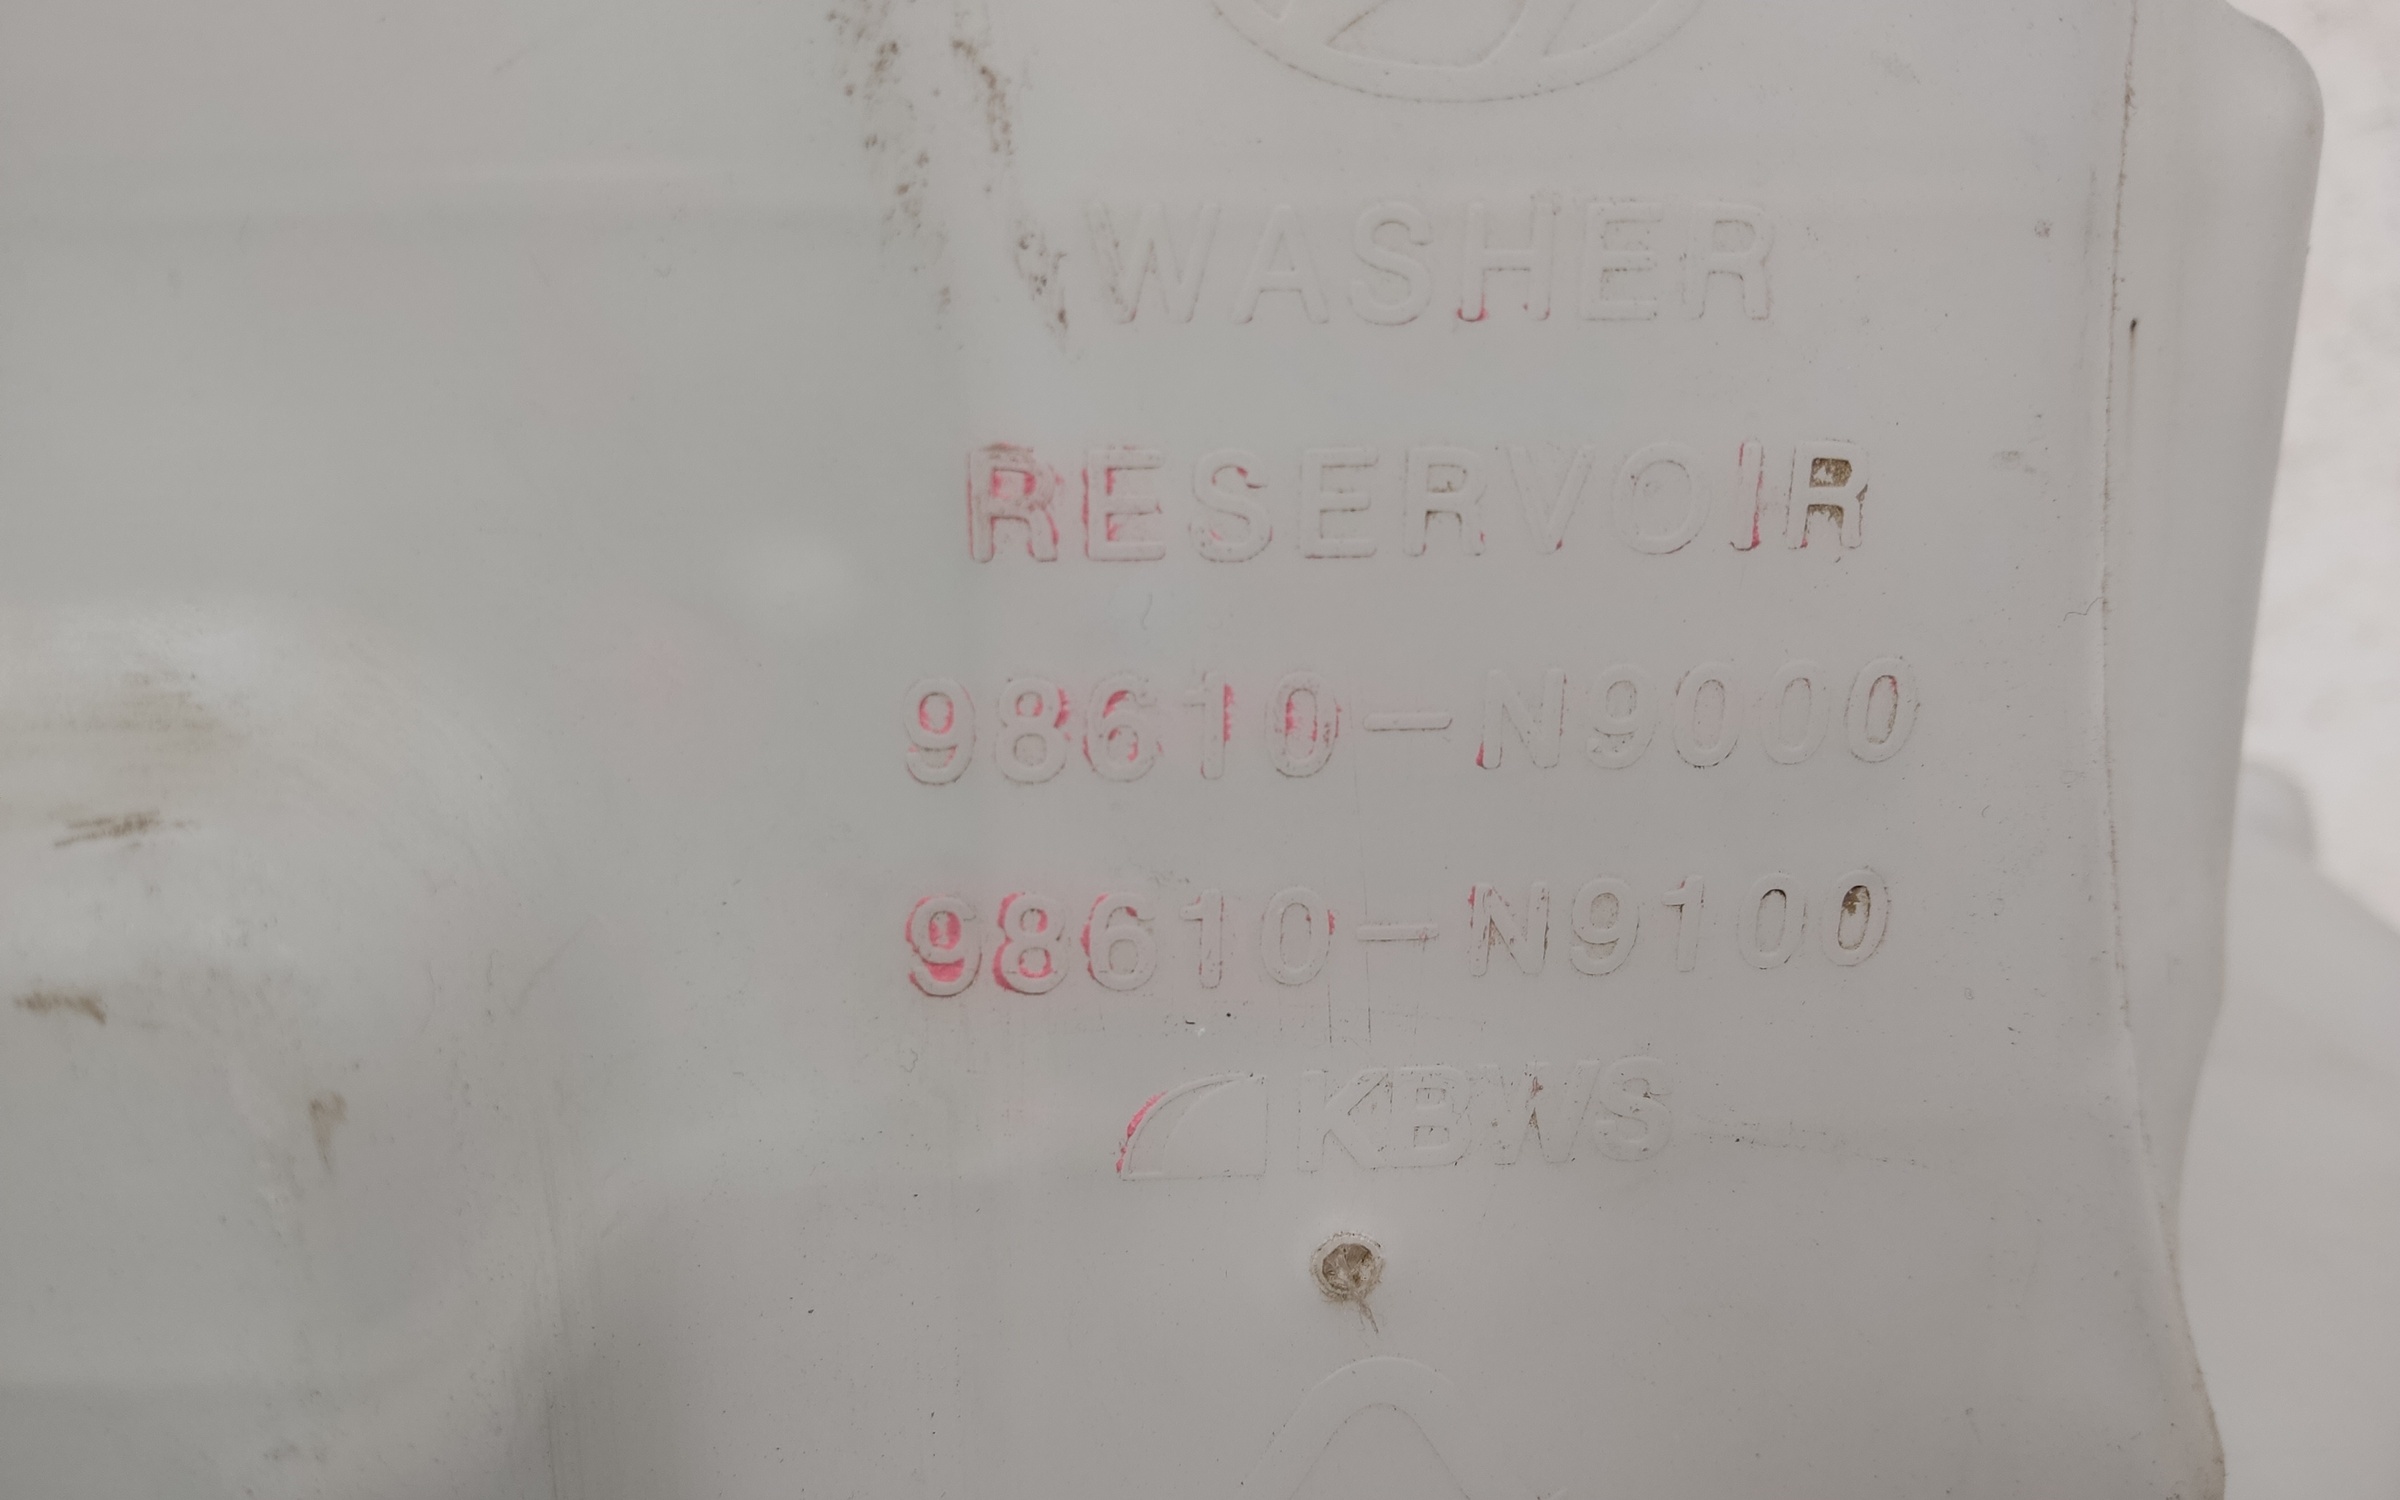 WASHER
RESERVOIR
98610-N9000
98610-N9100
KBWS